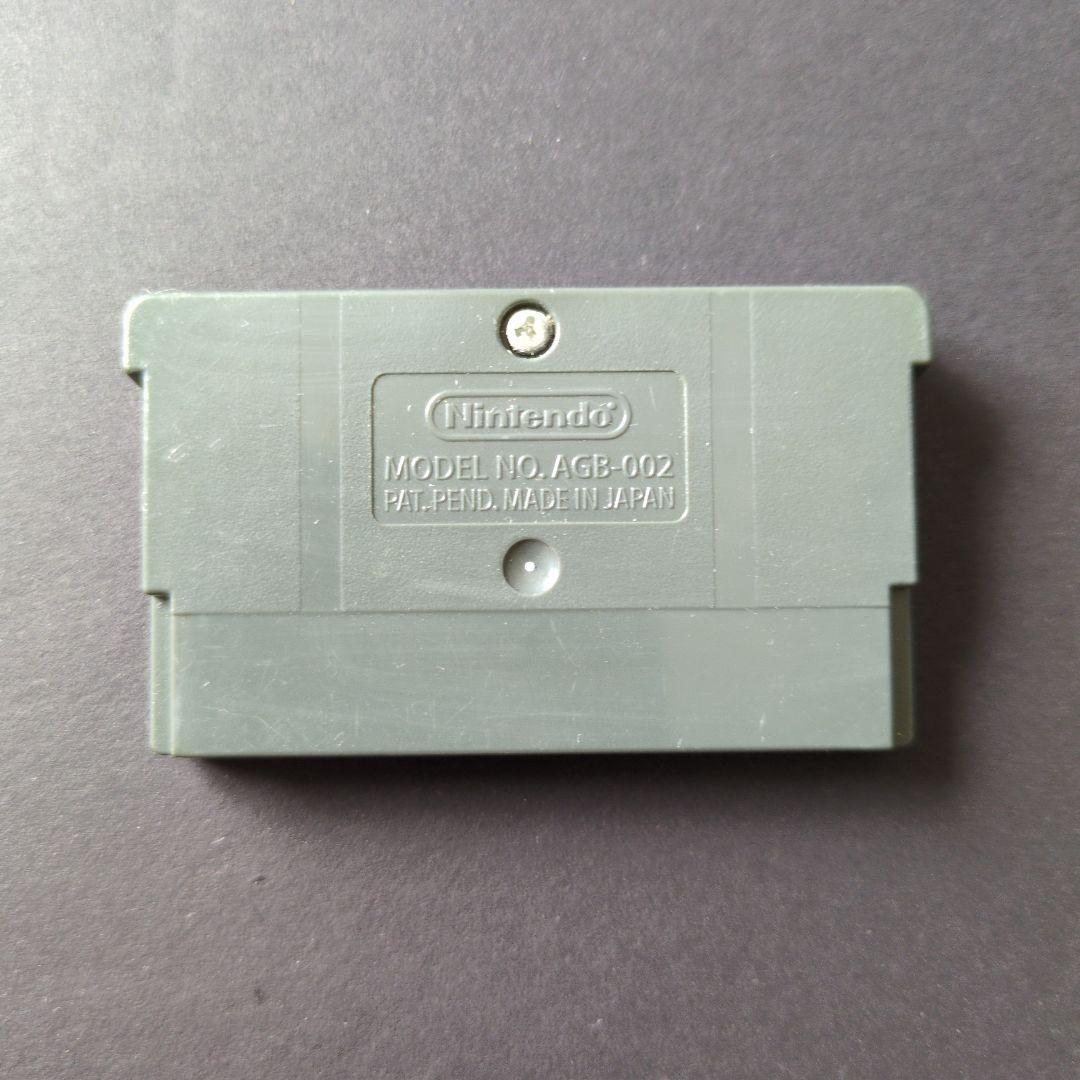 Nintendo
MODEL NO. AGB-002
PAT. PEND. MADE IN JAPAN